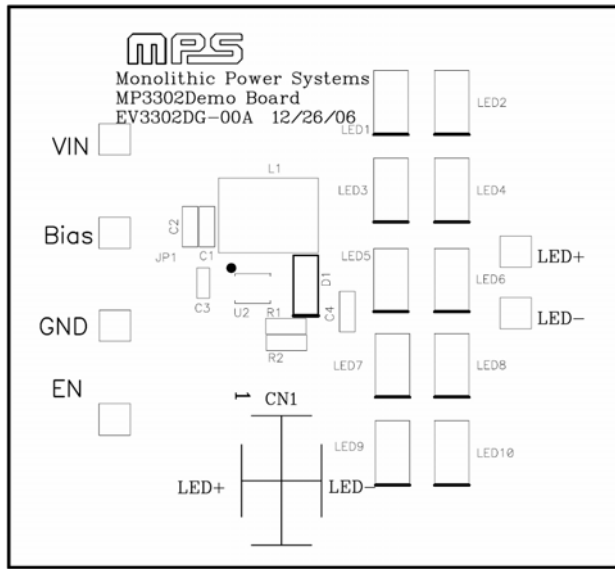 MPS
Monolithic Power Systems
MP3302Demo Board
EV3302DG-00A 12/26/06
LED1
LED2
VIN
L1
LED3
LED4
C2
Bias
JP1
C1
LED5
LED+
D1
LED6
C3
U2
R1
C4
LED-
GND
R2
LED7
LED8
EN
1
CN1
LED9
LED10
LED+
LED-